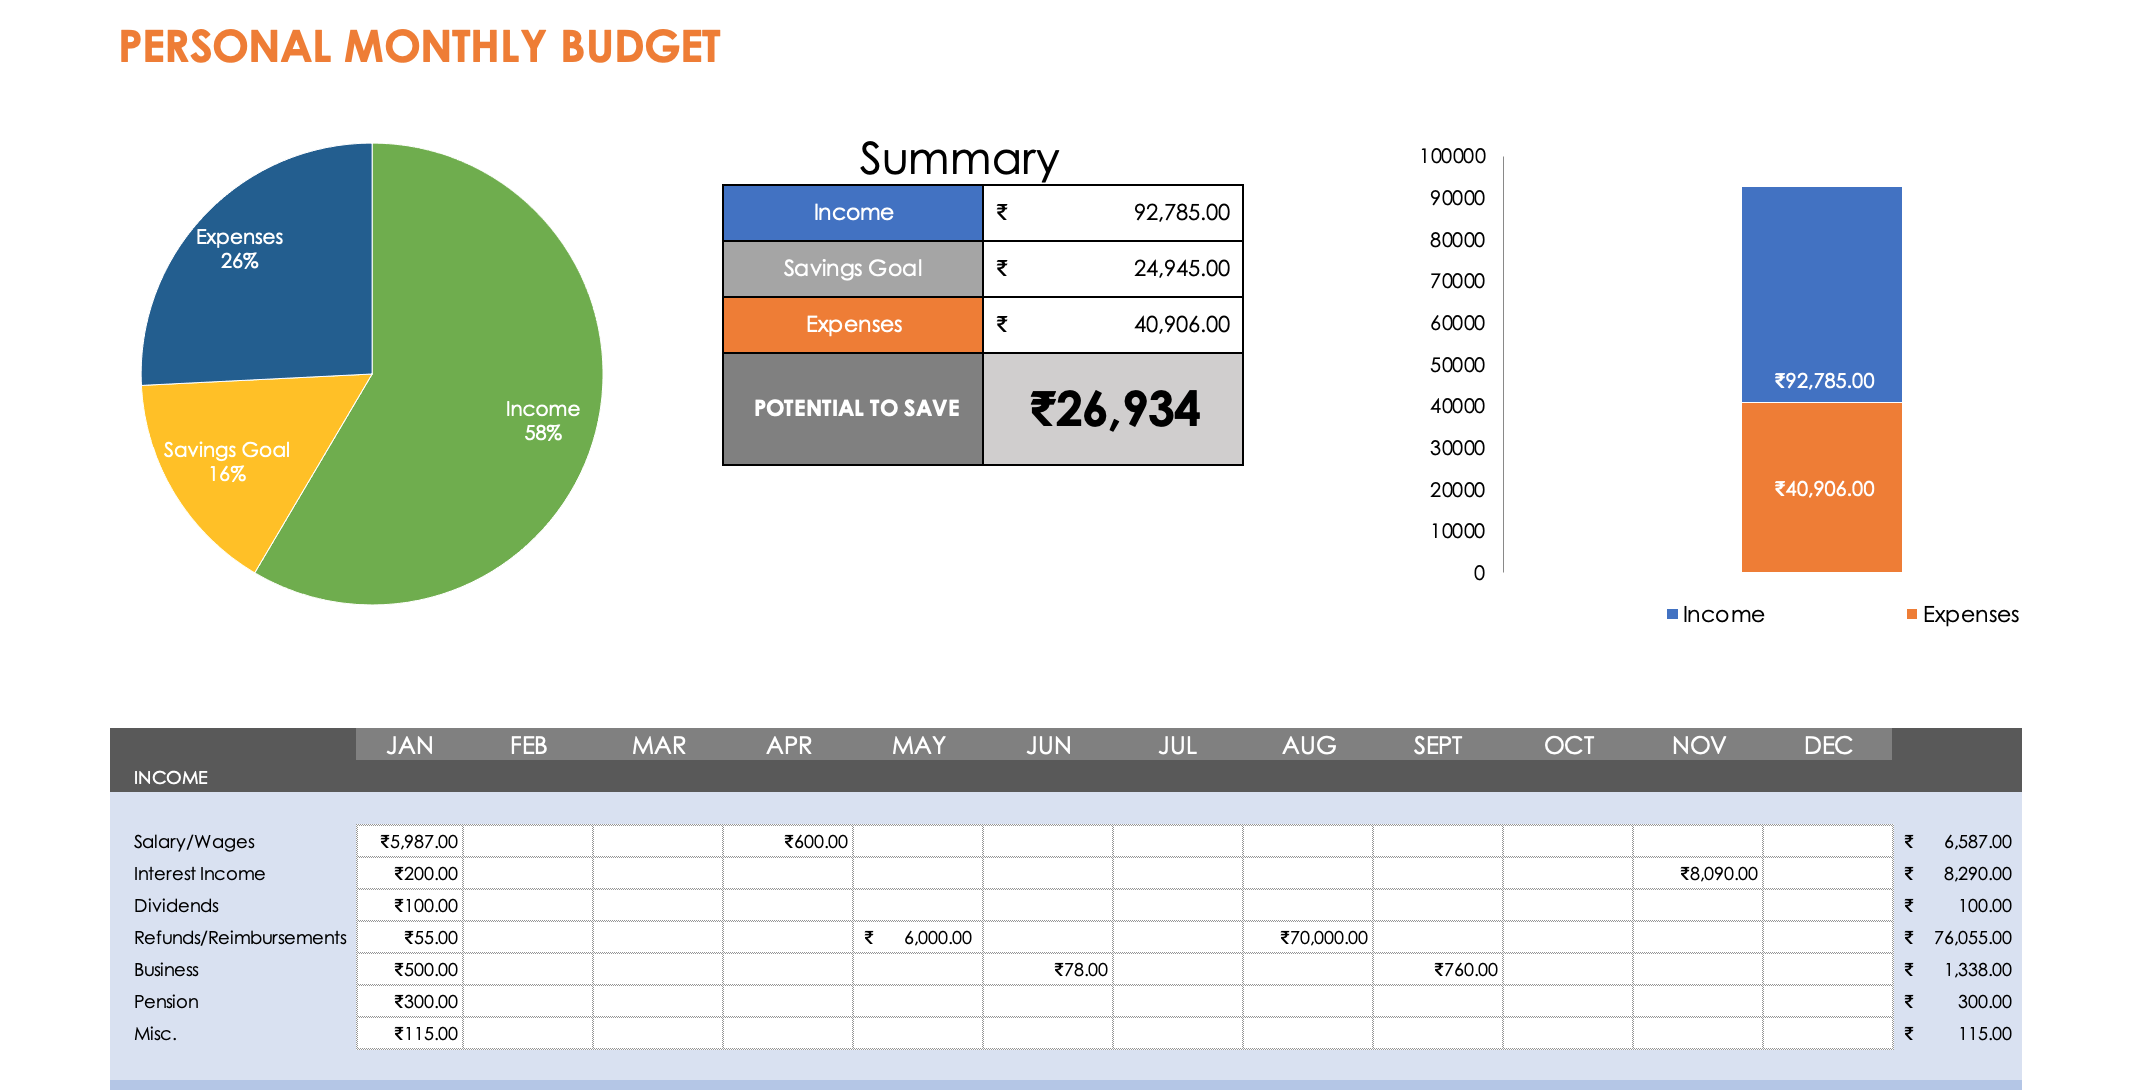 PERSONAL MONTHLY BUDGET
Expenses
26%
Savings Goal
16%
Income
58%
Summary
Income ₹ 92,785.00
Savings Goal ₹ 24,945.00
Expenses ₹ 40,906.00
POTENTIAL TO SAVE ₹26,934
100000
90000
80000
70000
60000
50000
40000
30000
20000
10000
0
₹92,785.00
₹40,906.00
Income Expenses
JAN FEB MAR APR MAY JUN JUL AUG SEPT OCT NOV DEC
INCOME
Salary/Wages ₹5,987.00 ₹600.00 ₹ 6,587.00
Interest Income ₹200.00 ₹8,090.00 ₹ 8,290.00
Dividends ₹100.00 ₹ 100.00
Refunds/Reimbursements ₹55.00 ₹ 6,000.00 ₹70,000.00 ₹ 76,055.00
Business ₹500.00 ₹78.00 ₹760.00 ₹ 1,338.00
Pension ₹300.00 ₹ 300.00
Misc. ₹115.00 ₹ 115.00